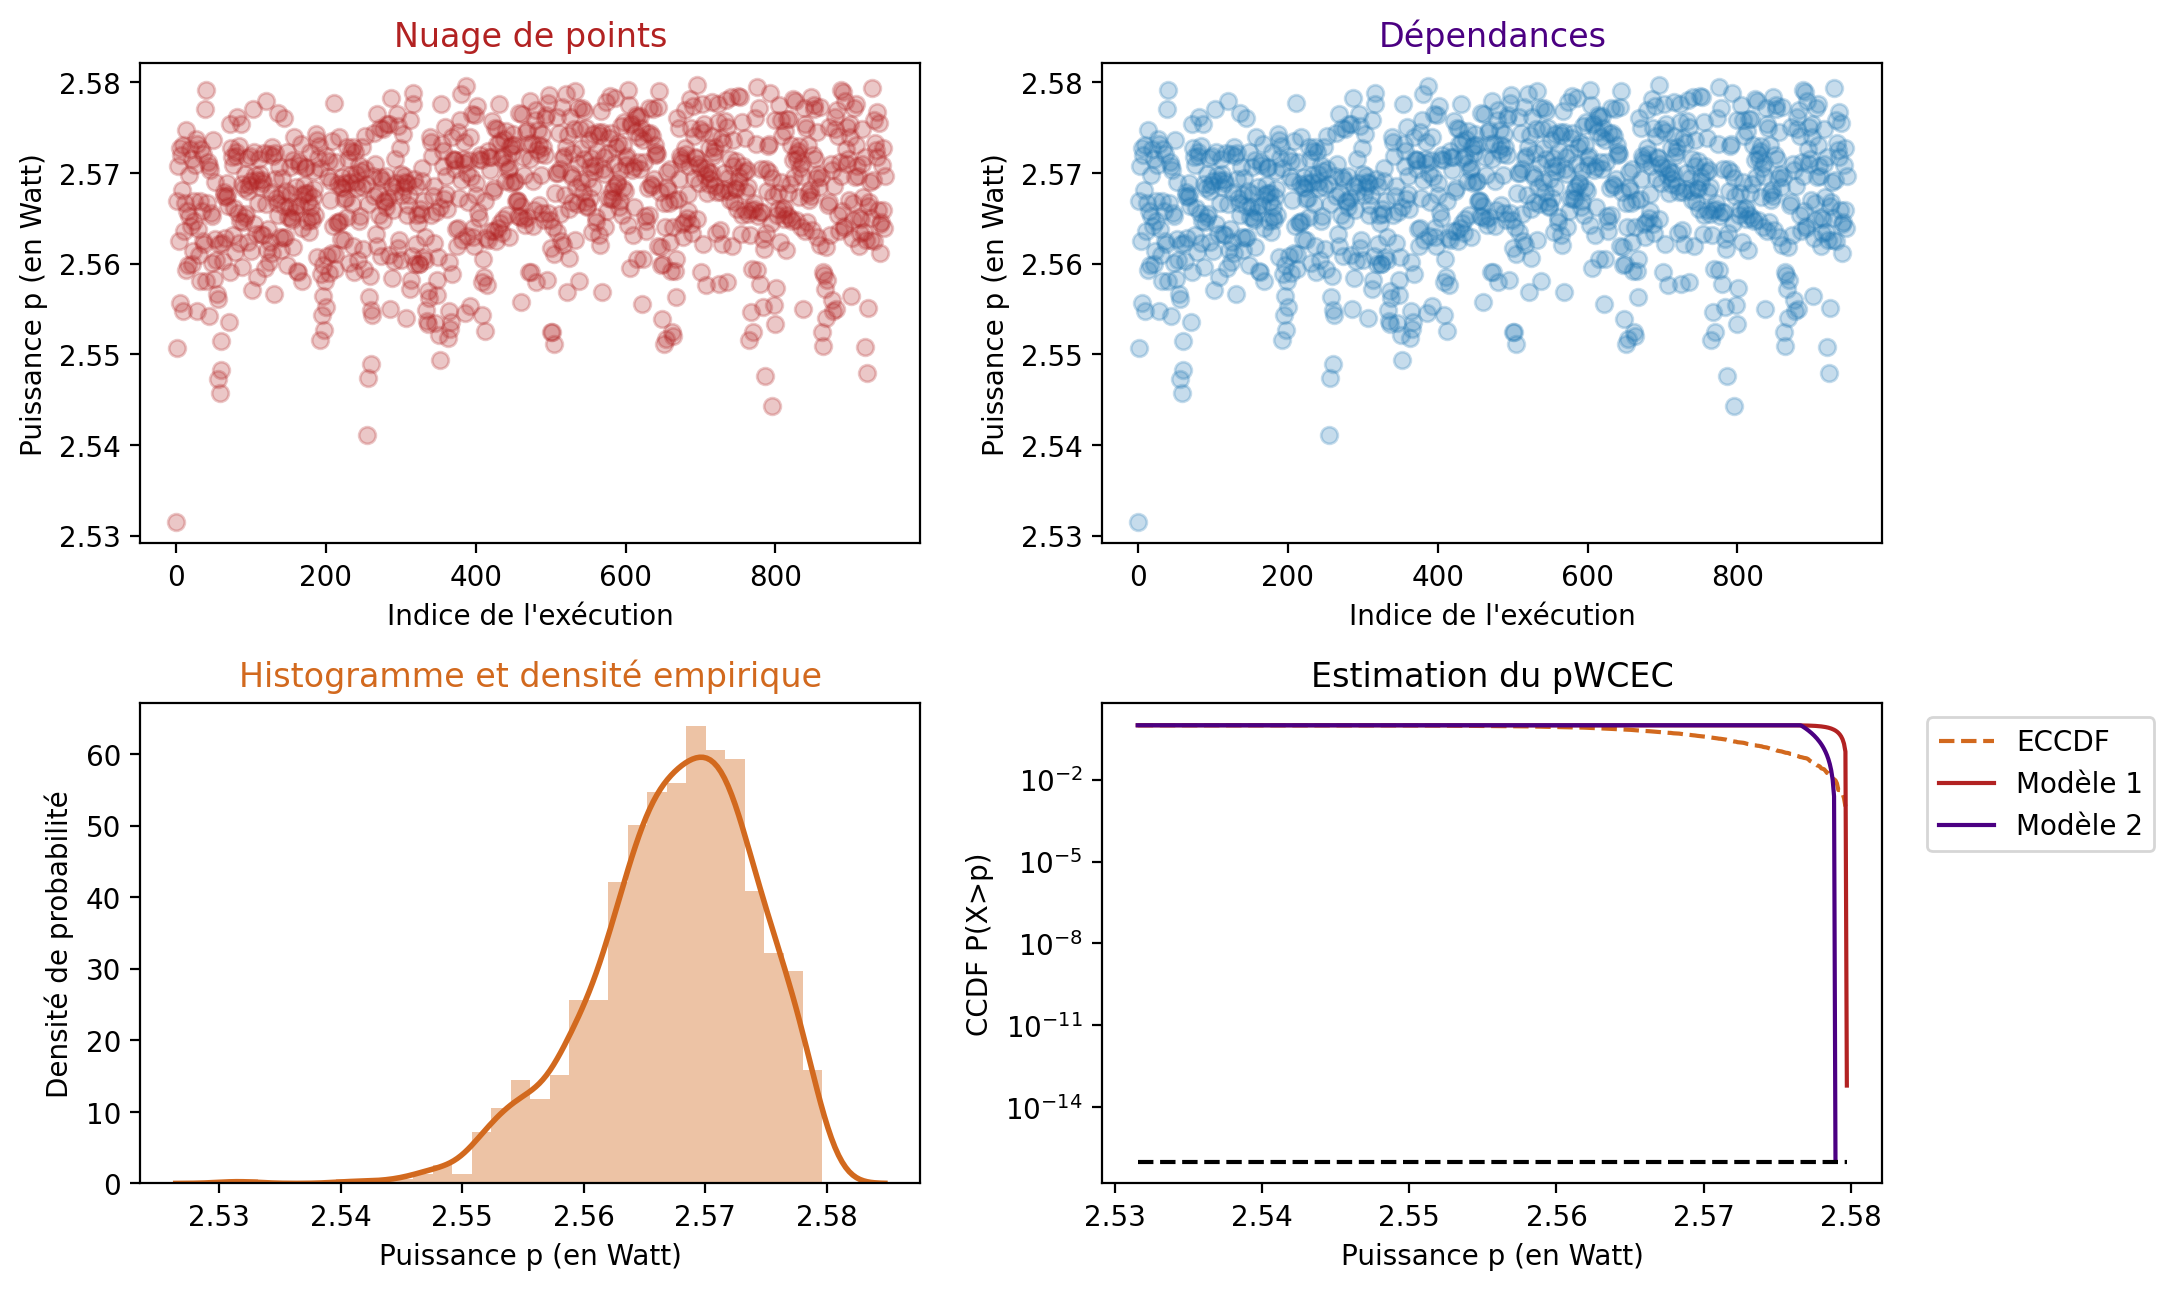 Nuage de points
Puissance p (en Watt)
2.58
2.57
2.56
2.55
2.54
2.53
0 200 400 600 800
Indice de l'exécution
Dépendances
Puissance p (en Watt)
2.58
2.57
2.56
2.55
2.54
2.53
0 200 400 600 800
Indice de l'exécution
Histogramme et densité empirique
Densité de probabilité
60
50
40
30
20
10
0
2.53 2.54 2.55 2.56 2.57 2.58
Puissance p (en Watt)
Estimation du pWCEC
CCDF P(X>p)
10⁻²
10⁻⁵
10⁻⁸
10⁻¹¹
10⁻¹⁴
2.53 2.54 2.55 2.56 2.57 2.58
Puissance p (en Watt)
ECCDF
Modèle 1
Modèle 2